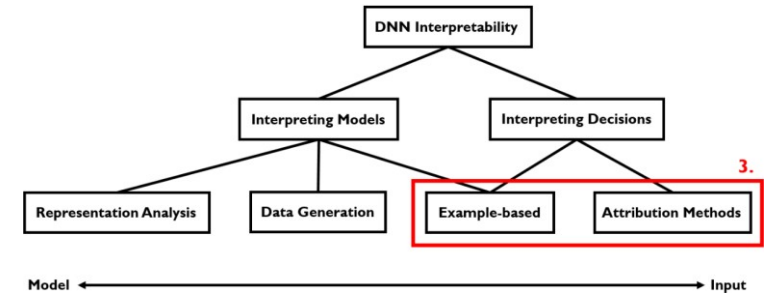 DNN Interpretability
Interpreting Models
Interpreting Decisions
3.
Representation Analysis
Data Generation
Example-based
Attribution Methods
Model
Input